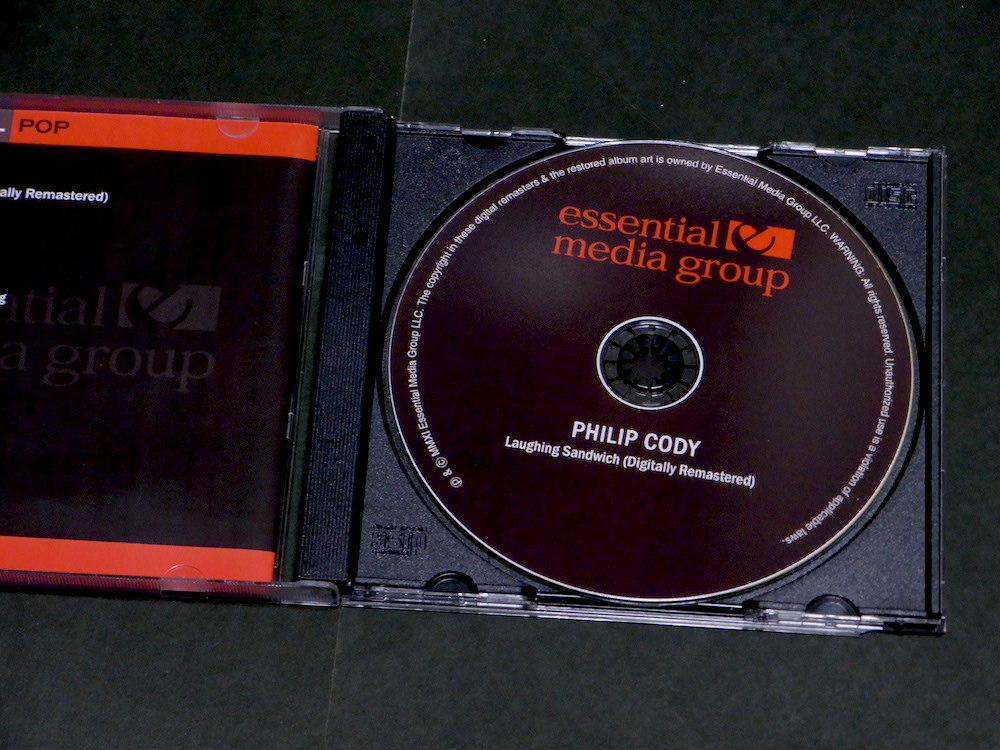 POP
ally Remastered)
g
ntial
a group
essential
media group
PHILIP CODY
Laughing Sandwich (Digitally Remastered)
℗ & © MMXI Essential Media Group LLC. The copyright in these digital remasters & the restored album art is owned by Essential Media Group LLC. WARNING: All rights reserved. Unauthorized use is a violation of applicable laws.
disc